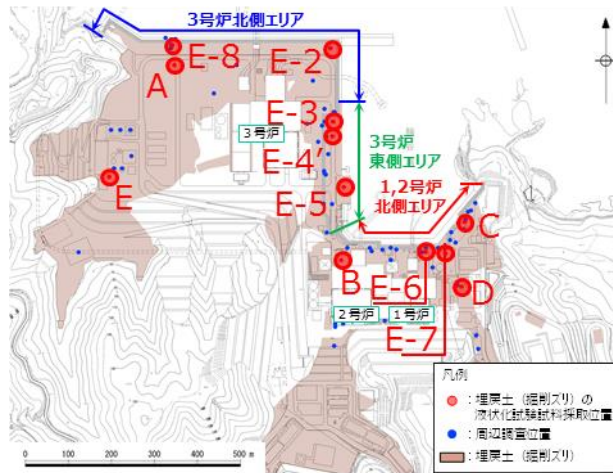 3号炉北側エリア
E-8
E-2
A
E-3
3号炉
3号炉
東側エリア
E-4'
1,2号炉
北側エリア
E
E-5
C
B
E-6
D
2号炉
1号炉
E-7
凡例
：埋戻土（掘削ズリ）の
液状化試験試料採取位置
：周辺調査位置
：埋戻土（掘削ズリ）
0 100 200 300 400 500 m